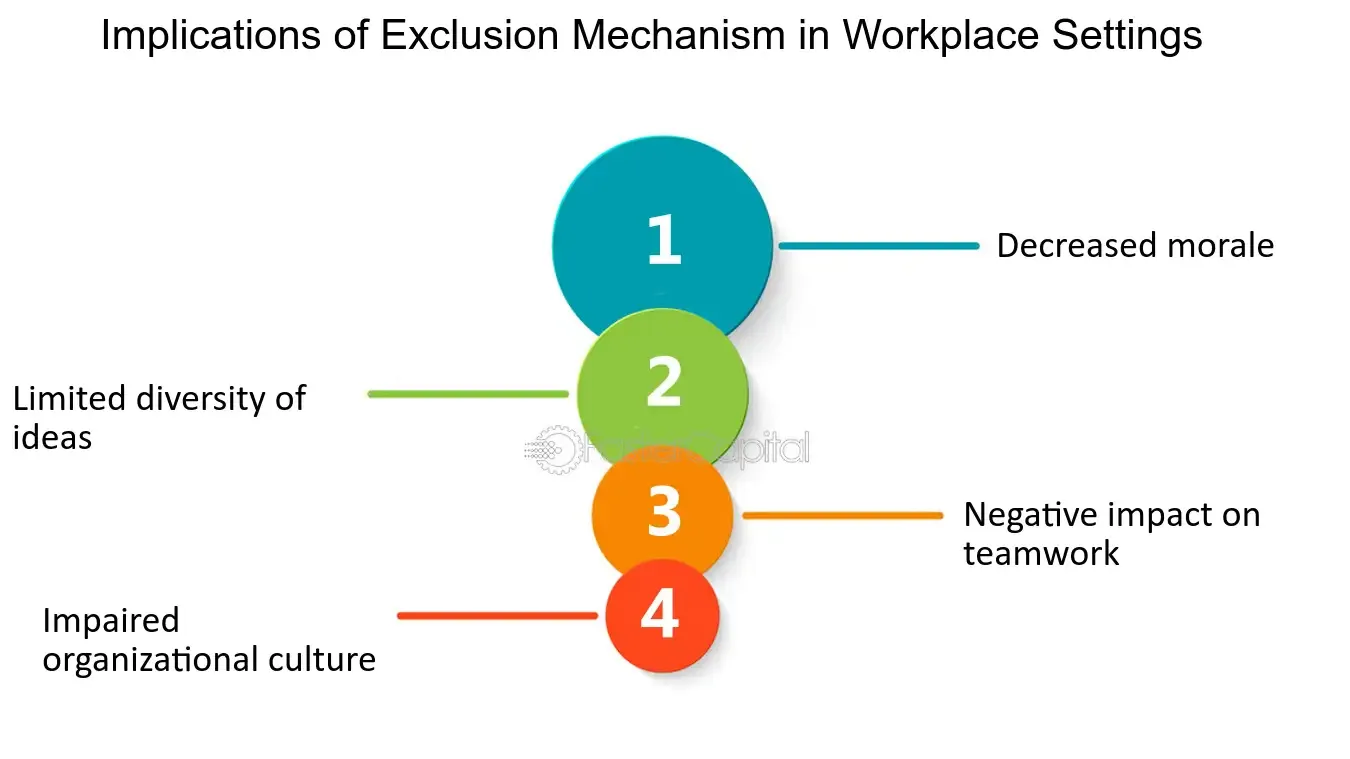 Implications of Exclusion Mechanism in Workplace Settings
1
Decreased morale
2
Limited diversity of
ideas
FasterCapital
3
Negative impact on
teamwork
4
Impaired
organizational culture